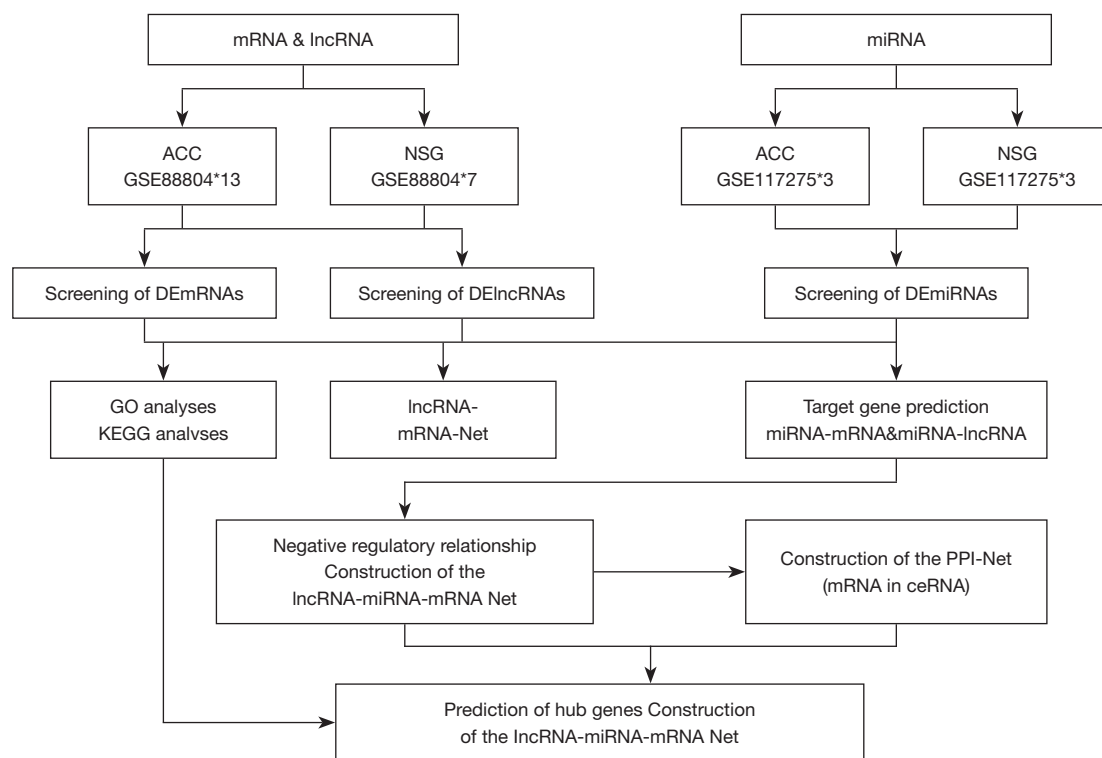 mRNA & lncRNA
miRNA
ACC
GSE88804*13
NSG
GSE88804*7
ACC
GSE117275*3
NSG
GSE117275*3
Screening of DEmRNAs
Screening of DElncRNAs
Screening of DEmiRNAs
GO analyses
KEGG analvses
lncRNA-
mRNA-Net
Target gene prediction
miRNA-mRNA&miRNA-lncRNA
Negative regulatory relationship
Construction of the
lncRNA-miRNA-mRNA Net
Construction of the PPI-Net
(mRNA in ceRNA)
Prediction of hub genes Construction
of the lncRNA-miRNA-mRNA Net